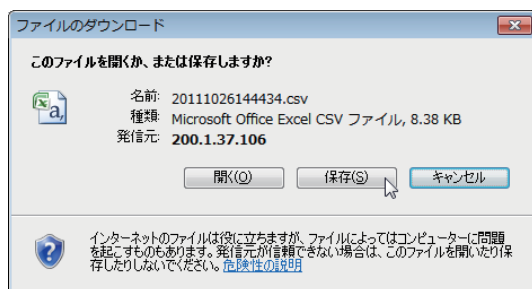 ファイルのダウンロード
このファイルを開くか、または保存しますか?
名前: 20111026144434.csv
種類: Microsoft Office Excel CSV ファイル, 8.38 KB
発信元: 200.1.37.106
開く(O) 保存(S) キャンセル
インターネットのファイルは役に立ちますが、ファイルによってはコンピューターに問題
を起こすものもあります。発信元が信頼できない場合は、このファイルを開いたり保
存したりしないでください。危険性の説明